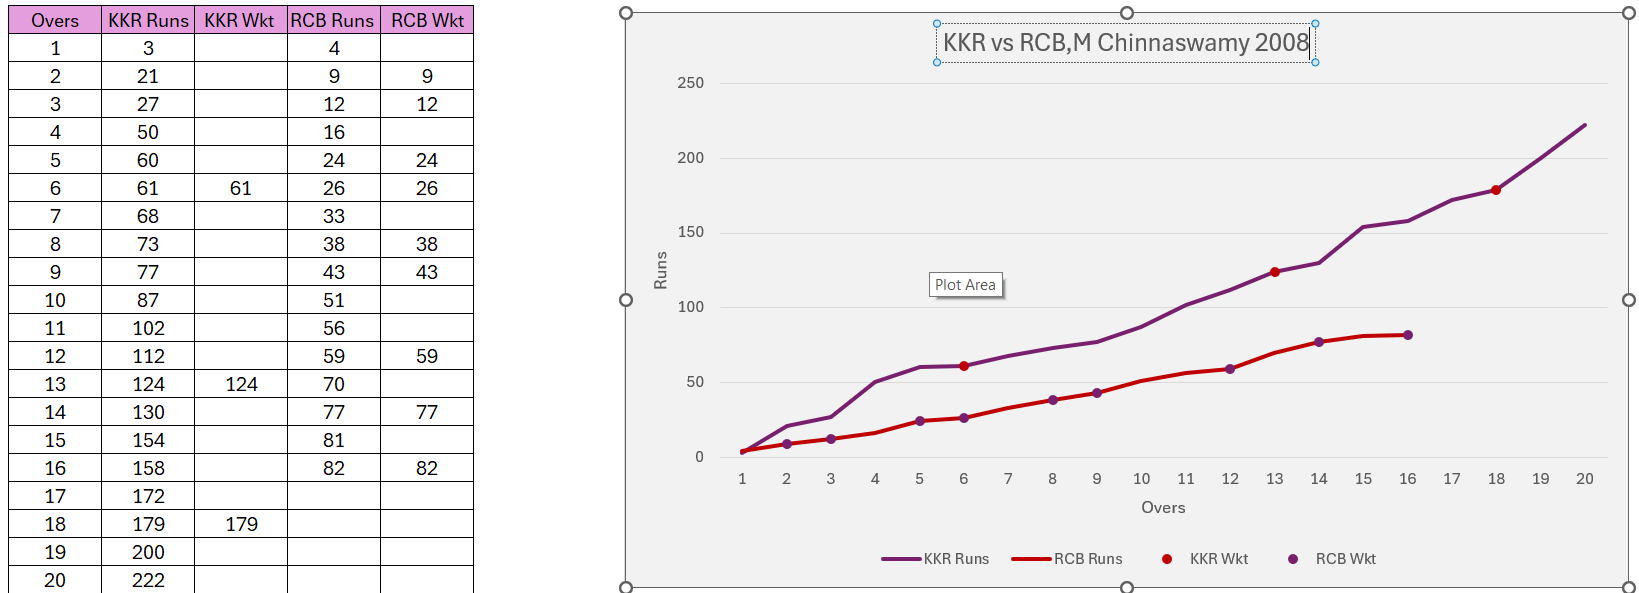 Overs KKR Runs KKR Wkt RCB Runs RCB Wkt
1 3 4
2 21 9 9
3 27 12 12
4 50 16
5 60 24 24
6 61 61 26 26
7 68 33
8 73 38 38
9 77 43 43
10 87 51
11 102 56
12 112 59 59
13 124 124 70
14 130 77 77
15 154 81
16 158 82 82
17 172
18 179 179
19 200
20 222
KKR vs RCB,M Chinnaswamy 2008
250
200
150
100
50
0
Runs
Plot Area
1 2 3 4 5 6 7 8 9 10 11 12 13 14 15 16 17 18 19 20
Overs
KKR Runs RCB Runs KKR Wkt RCB Wkt